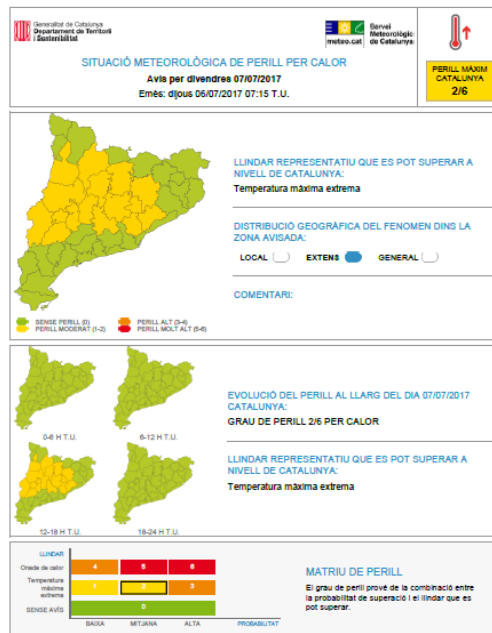 Generalitat de Catalunya
Departament de Territori
i Sostenibilitat
meteo.cat
Servei
Meteorològic
de Catalunya
SITUACIÓ METEOROLÒGICA DE PERILL PER CALOR
Avís per divendres 07/07/2017
Emès: dijous 06/07/2017 07:15 T.U.
PERILL MÀXIM
CATALUNYA
2/6
LLINDAR REPRESENTATIU QUE ES POT SUPERAR A
NIVELL DE CATALUNYA:
Temperatura màxima extrema
DISTRIBUCIÓ GEOGRÀFICA DEL FENOMEN DINS LA
ZONA AVISADA:
LOCAL EXTENS GENERAL
COMENTARI:
SENSE PERILL (0) PERILL ALT (3-4)
PERILL MODERAT (1-2) PERILL MOLT ALT (5-6)
0-6 H T.U. 6-12 H T.U.
12-18 H T.U. 18-24 H T.U.
EVOLUCIÓ DEL PERILL AL LLARG DEL DIA 07/07/2017
CATALUNYA:
GRAU DE PERILL 2/6 PER CALOR
LLINDAR REPRESENTATIU QUE ES POT SUPERAR A
NIVELL DE CATALUNYA:
Temperatura màxima extrema
LLINDAR
Onada de calor 4 5 6
Temperatura
màxima
extrema
1 2 3
SENSE AVÍS 0
BAIXA MITJANA ALTA PROBABILITAT
MATRIU DE PERILL
El grau de perill prové de la combinació entre
la probabilitat de superació i el llindar que es
pot superar.